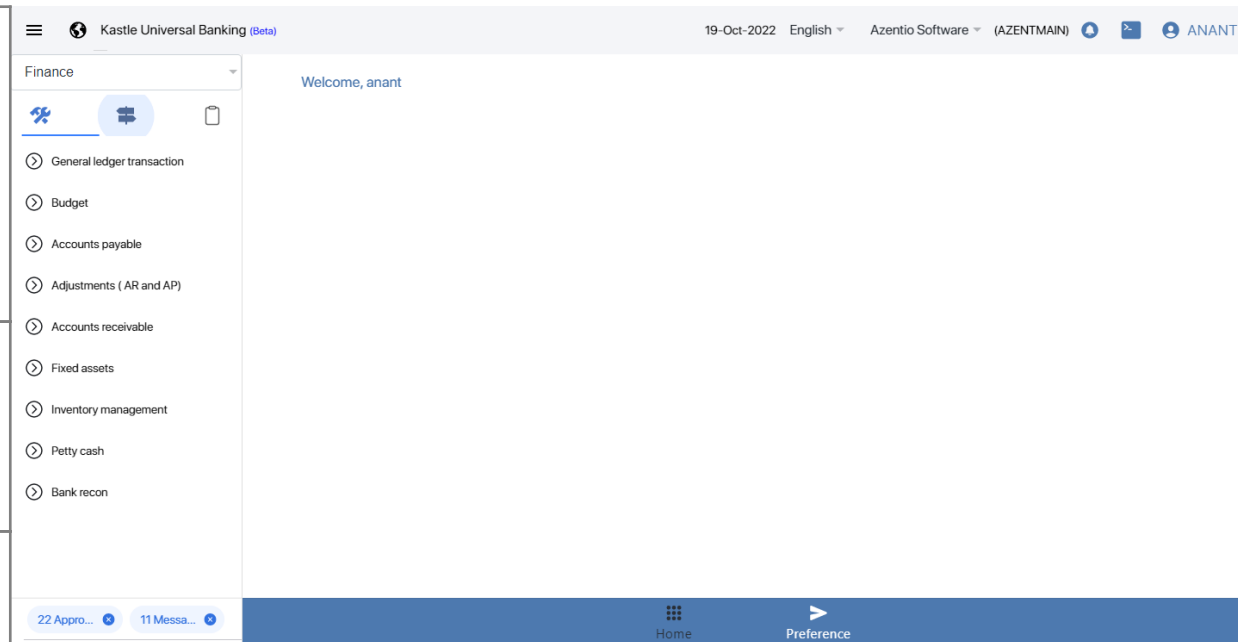 Kastle Universal Banking (Beta)
19-Oct-2022 English Azentio Software (AZENTMAIN) ANANT
Finance
Welcome, anant
General ledger transaction
Budget
Accounts payable
Adjustments ( AR and AP)
Accounts receivable
Fixed assets
Inventory management
Petty cash
Bank recon
22 Appro... 11 Messa...
Home Preference